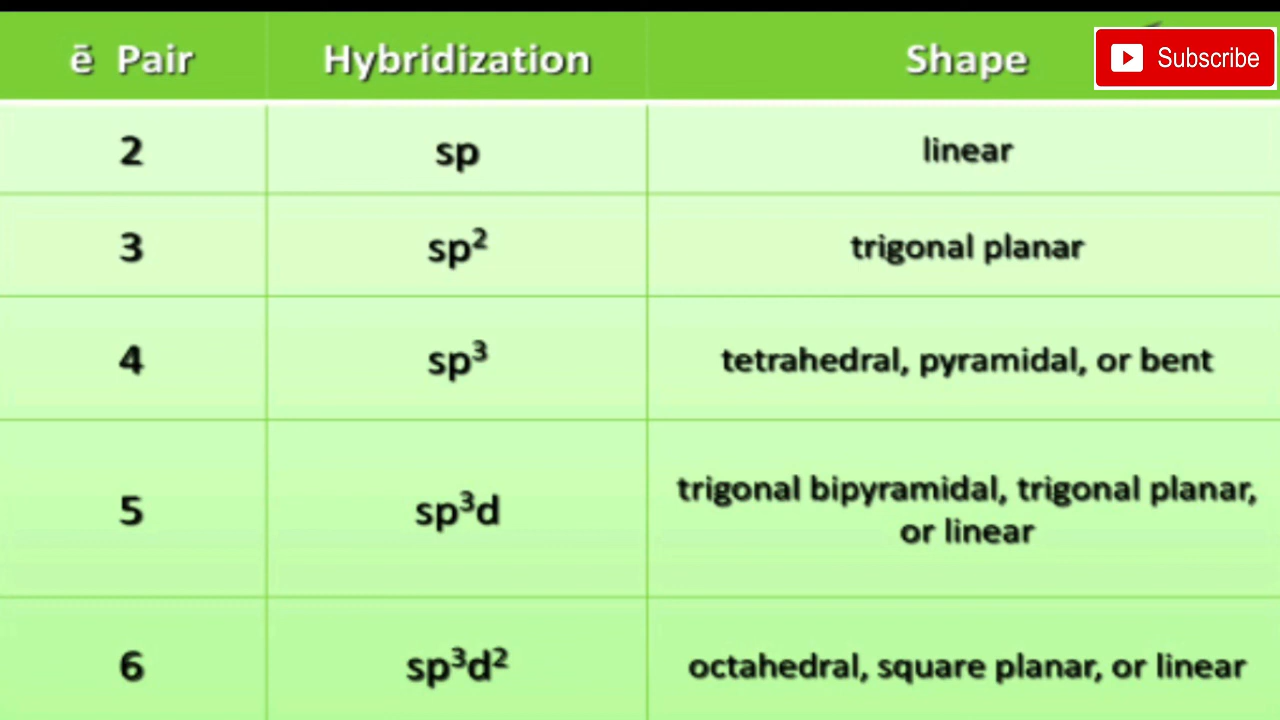 ē Pair Hybridization Shape
Subscribe
2 sp linear
3 sp² trigonal planar
4 sp³ tetrahedral, pyramidal, or bent
5 sp³d trigonal bipyramidal, trigonal planar,
or linear
6 sp³d² octahedral, square planar, or linear